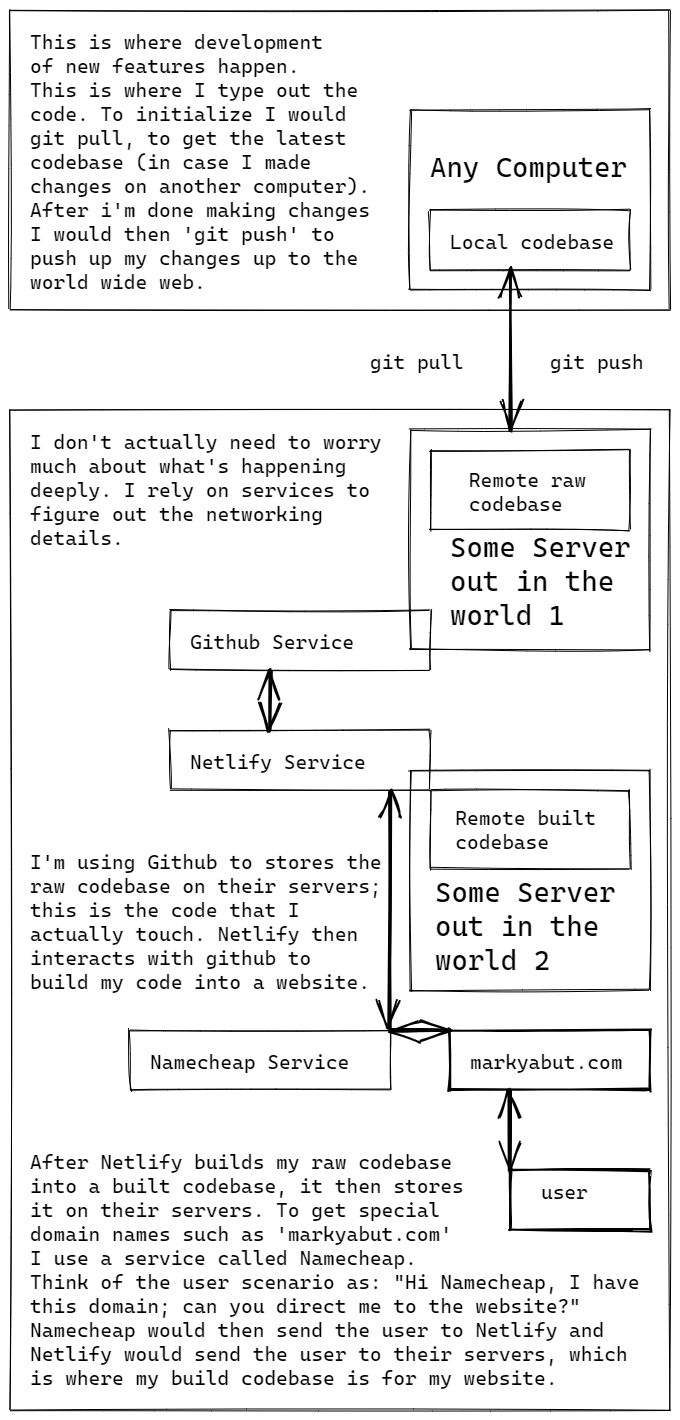 This is where development
of new features happen.
This is where I type out the
code. To initialize I would
git pull, to get the latest
codebase (in case I made
changes on another computer).
After i'm done making changes
I would then 'git push' to
push up my changes up to the
world wide web.
Any Computer
Local codebase
git pull
git push
I don't actually need to worry
much about what's happening
deeply. I rely on services to
figure out the networking
details.
Remote raw
codebase
Some Server
out in the
world 1
Github Service
Netlify Service
Remote built
codebase
Some Server
out in the
world 2
I'm using Github to stores the
raw codebase on their servers;
this is the code that I
actually touch. Netlify then
interacts with github to
build my code into a website.
Namecheap Service
markyabut.com
user
After Netlify builds my raw codebase
into a built codebase, it then stores
it on their servers. To get special
domain names such as 'markyabut.com'
I use a service called Namecheap.
Think of the user scenario as: "Hi Namecheap, I have
this domain; can you direct me to the website?"
Namecheap would then send the user to Netlify and
Netlify would send the user to their servers, which
is where my build codebase is for my website.